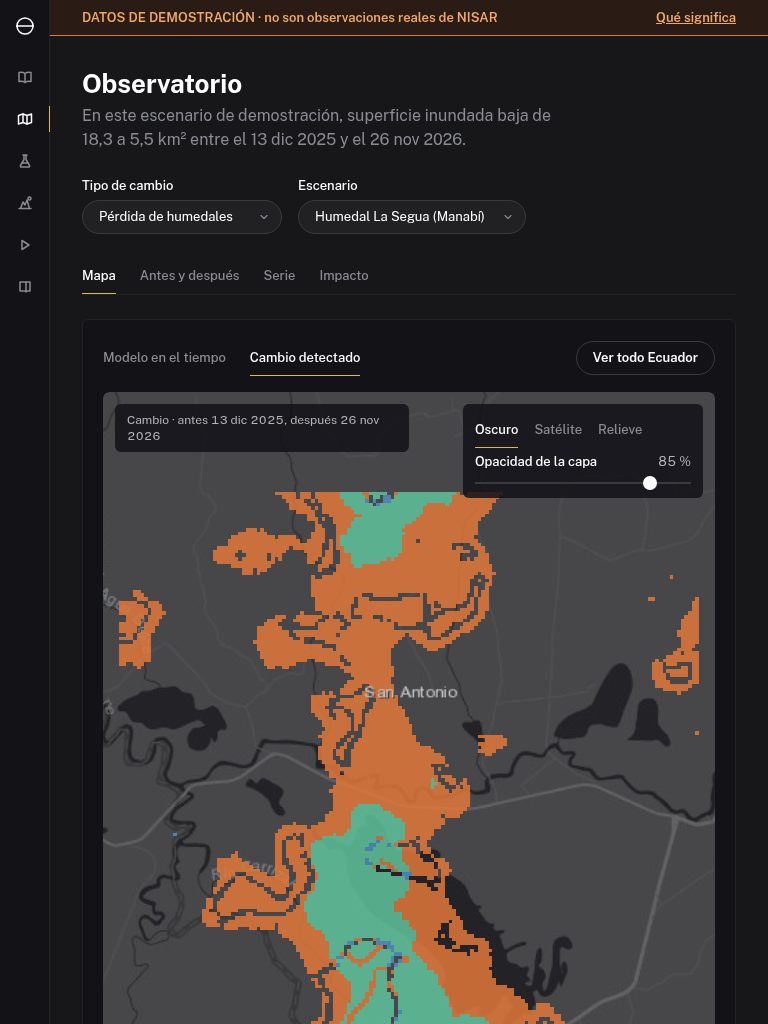 DATOS DE DEMOSTRACIÓN · no son observaciones reales de NISAR
Qué significa
Observatorio
En este escenario de demostración, superficie inundada baja de
18,3 a 5,5 km² entre el 13 dic 2025 y el 26 nov 2026.
Tipo de cambio
Escenario
Pérdida de humedales
Humedal La Segua (Manabí)
Mapa
Antes y después
Serie
Impacto
Modelo en el tiempo
Cambio detectado
Ver todo Ecuador
Cambio · antes 13 dic 2025, después 26 nov
2026
Oscuro
Satélite
Relieve
Opacidad de la capa
85 %
San Antonio